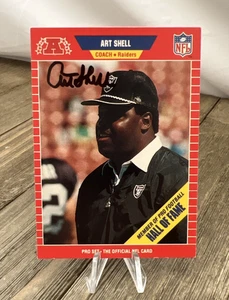 ART SHELL
COACH • Raiders
A
NFL
Art Shell
MEMBER OF PRO FOOTBALL
HALL OF FAME
PRO SET • THE OFFICIAL NFL CARD